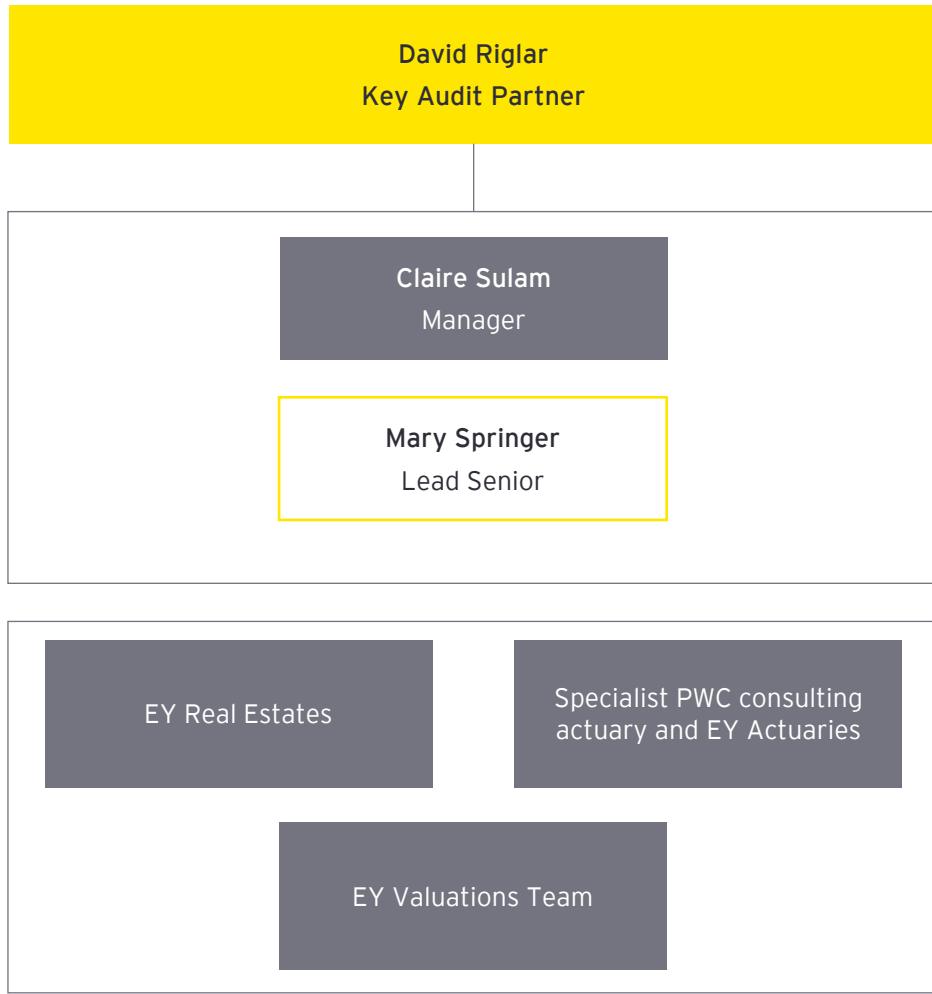 David Riglar
Key Audit Partner
Claire Sulam
Manager
Mary Springer
Lead Senior
EY Real Estates
Specialist PWC consulting
actuary and EY Actuaries
EY Valuations Team